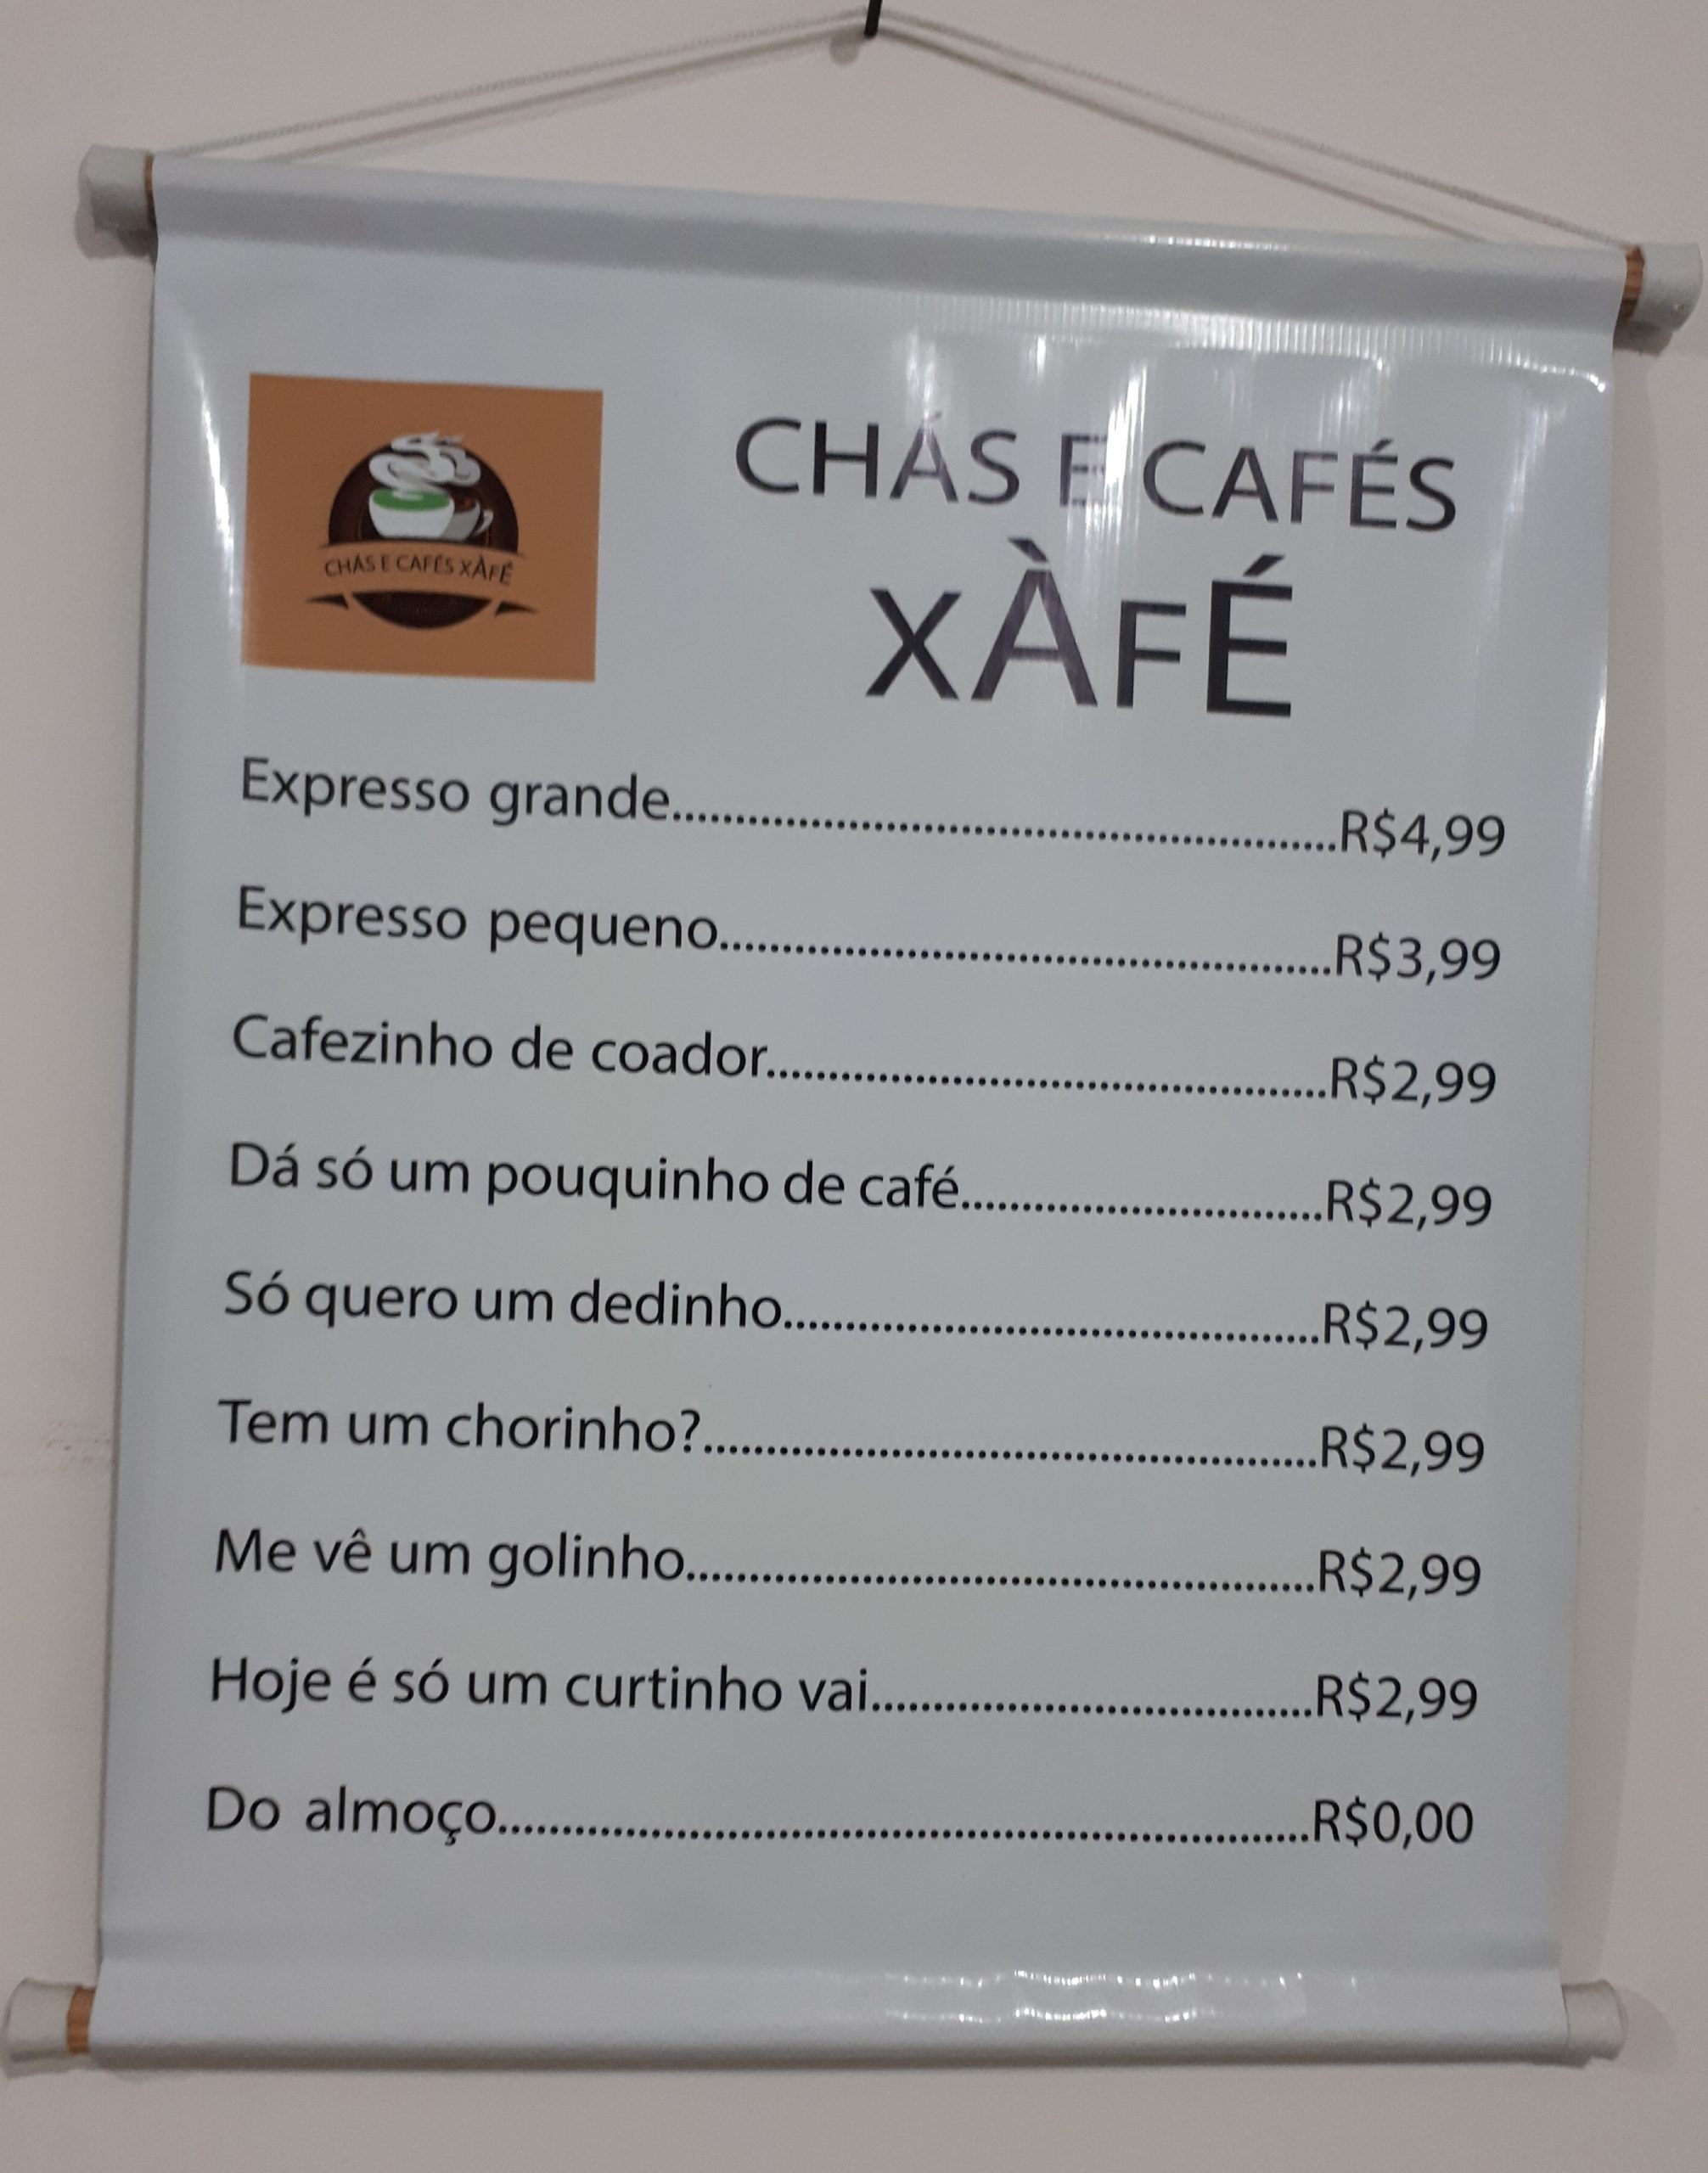 CHÁS E CAFÉS
XÀFÉ
CHÁS E CAFÉS XÀFÉ
Expresso grande.....................................................R$4,99
Expresso pequeno.................................................R$3,99
Cafezinho de coador.............................................R$2,99
Dá só um pouquinho de café.............................R$2,99
Só quero um dedinho...........................................R$2,99
Tem um chorinho?.................................................R$2,99
Me vê um golinho..................................................R$2,99
Hoje é só um curtinho vai...................................R$2,99
Do almoço.................................................................R$0,00